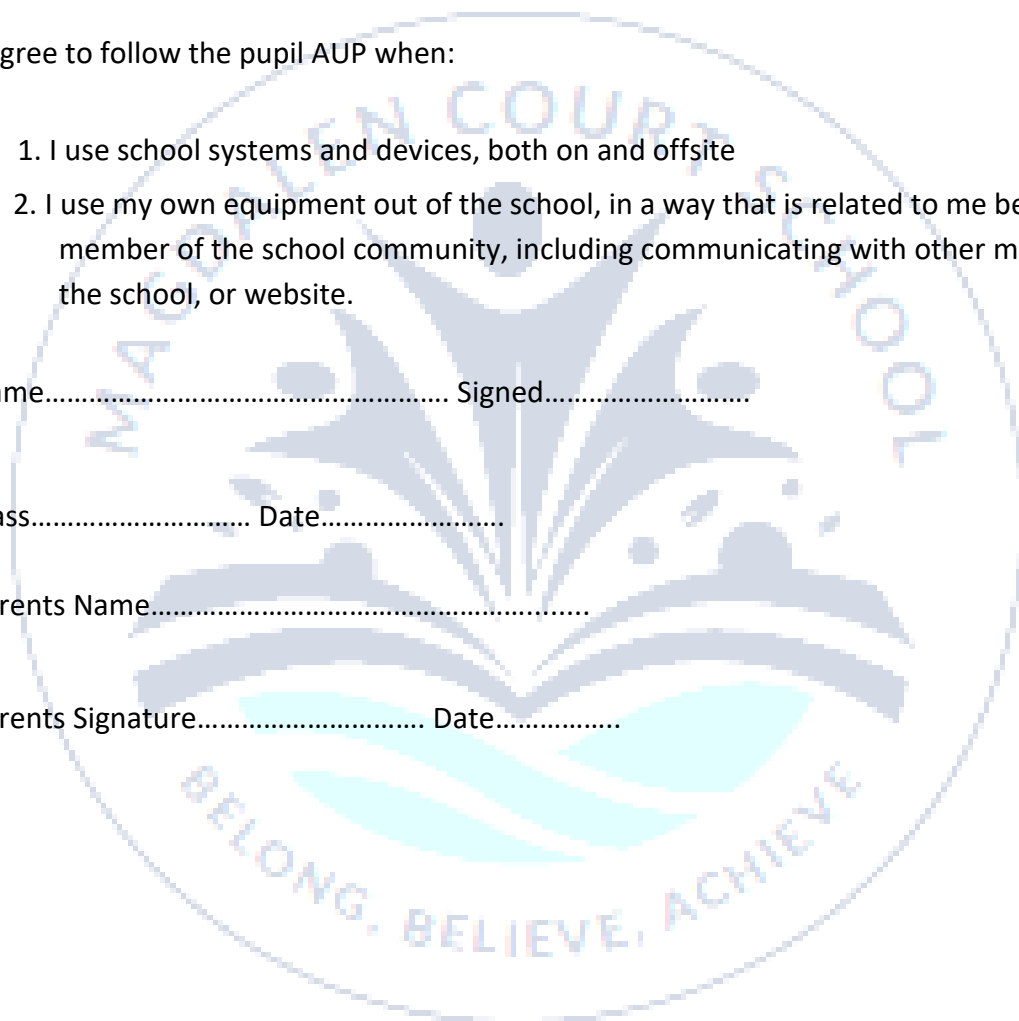 gree to follow the pupil AUP when:
1. I use school systems and devices, both on and offsite
2. I use my own equipment out of the school, in a way that is related to me be
member of the school community, including communicating with other m
the school, or website.
ame…………………………………………… Signed……………………….
ass………………………… Date…………………….
rents Name……………………………………………........
rents Signature…………………………. Date……………..
MAGDALEN COURT SCHOOL
BELONG, BELIEVE, ACHIEVE